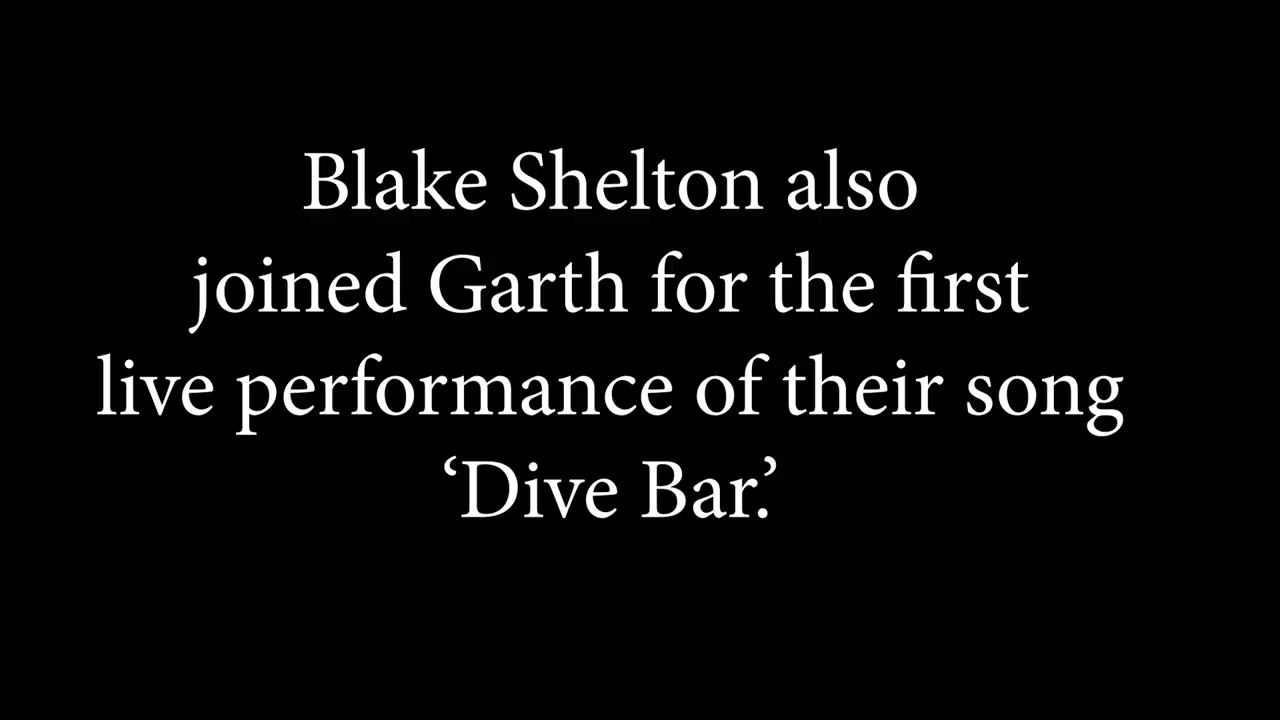 Blake Shelton also
joined Garth for the first
live performance of their song
‘Dive Bar.’